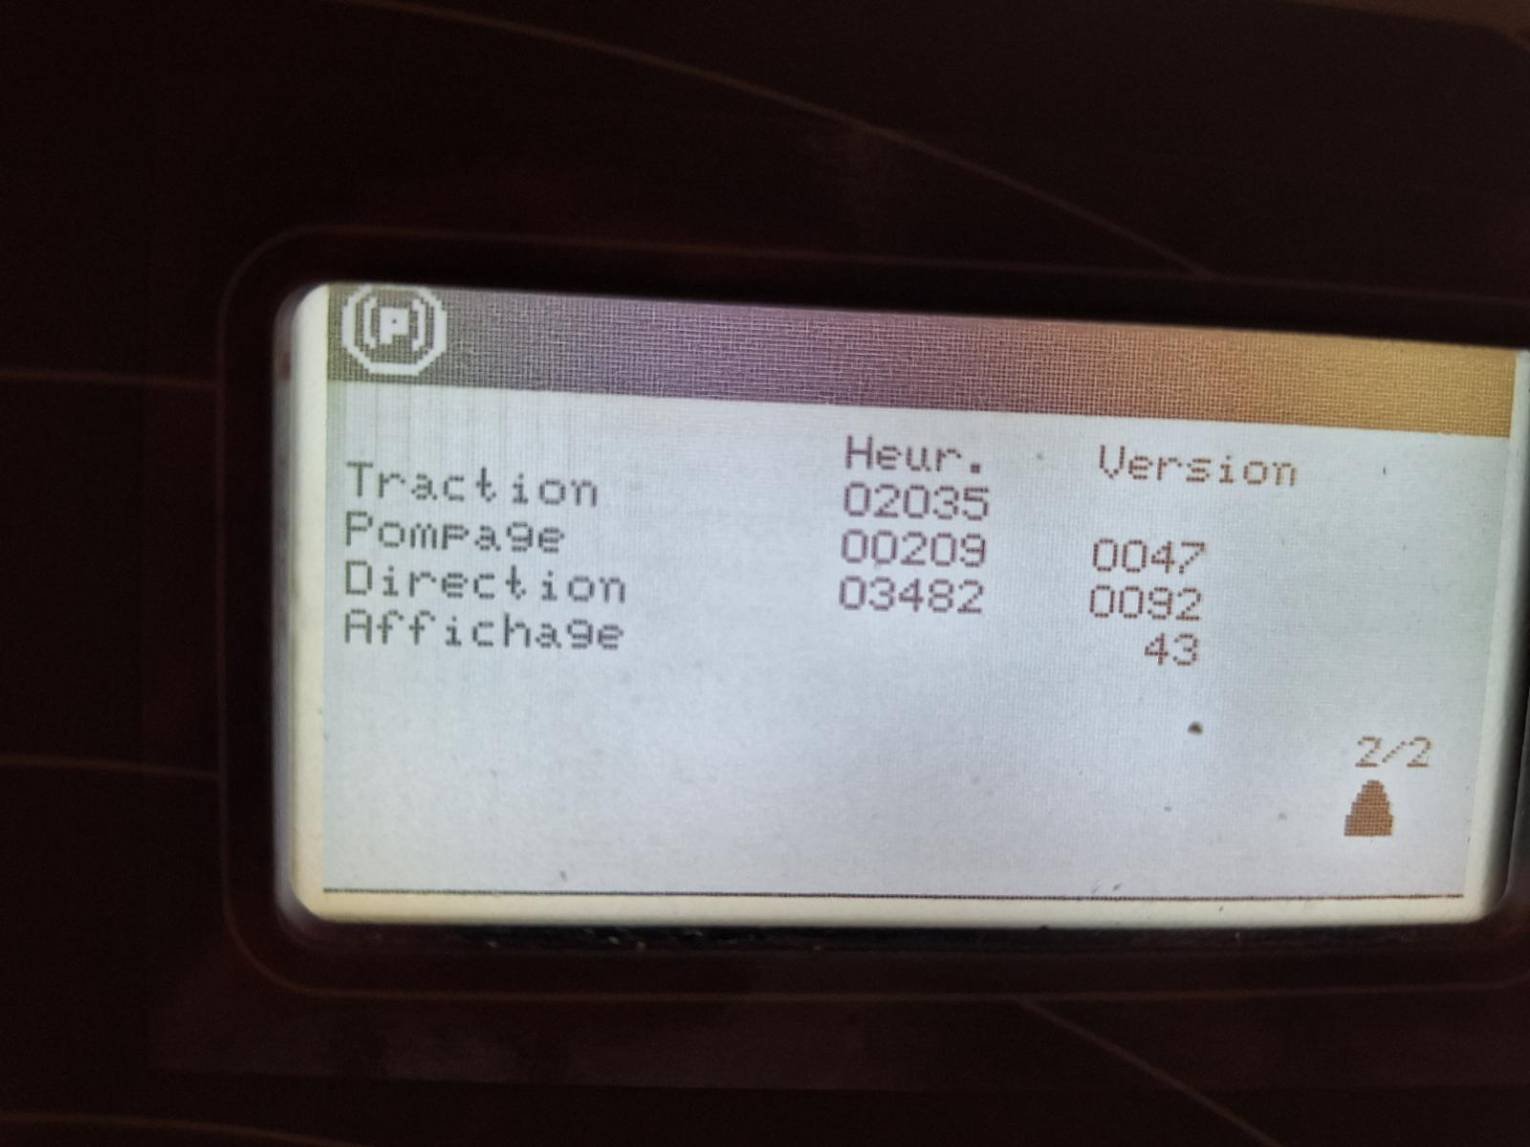 P
Heur. Version
Traction 02035
Pompage 00209 0047
Direction 03482 0092
Affichage 43
2/2